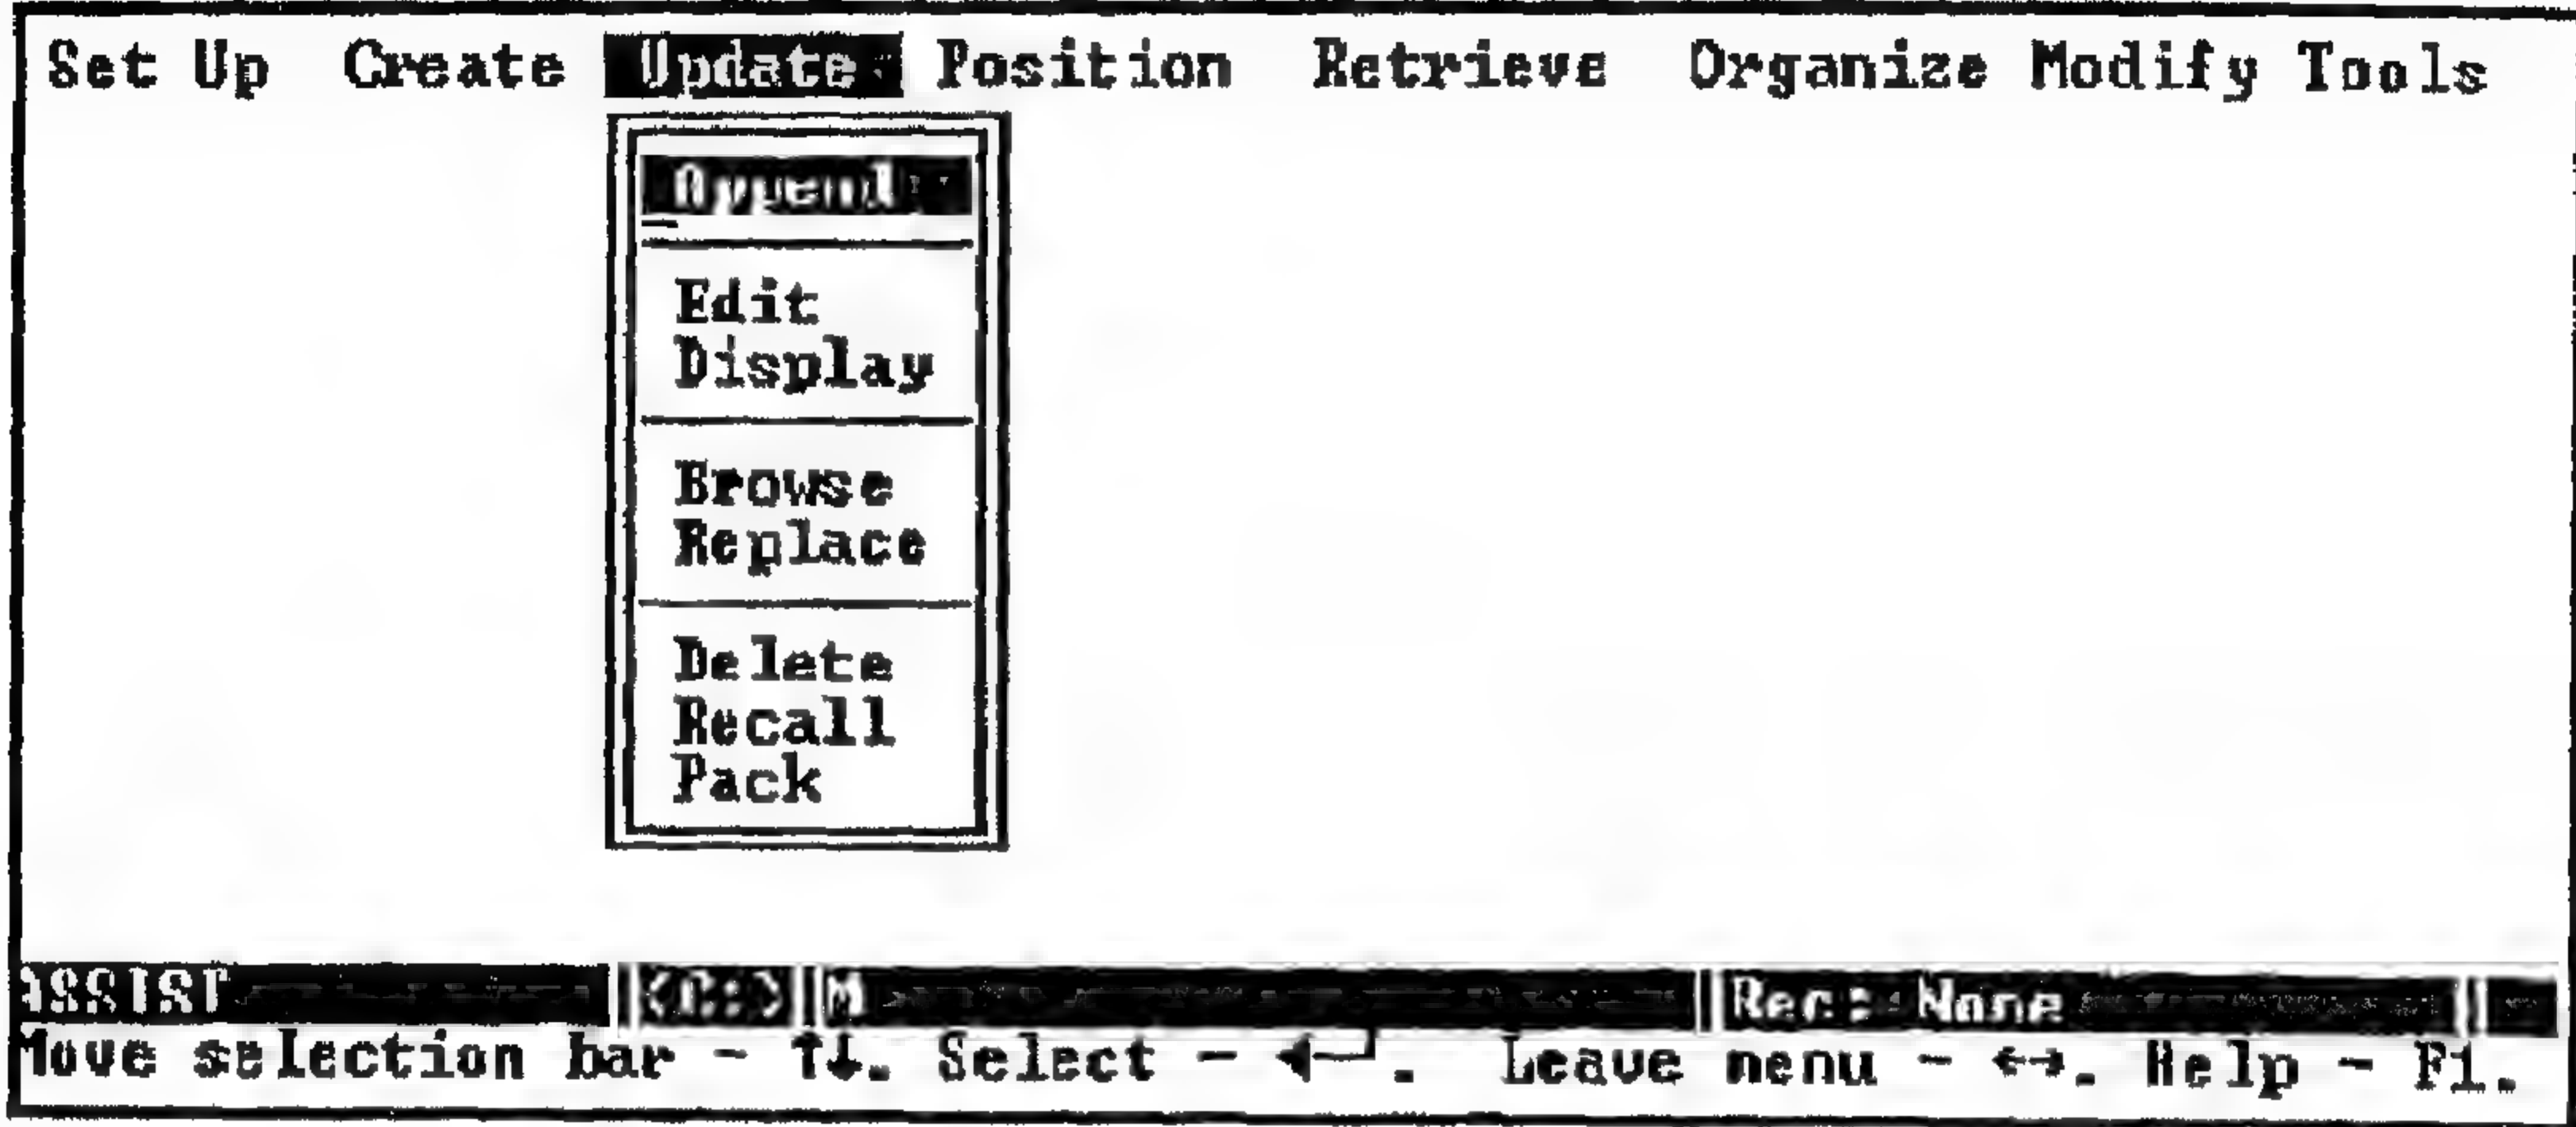 Set Up Create Update Position Retrieve Organize Modify Tools
Append
Edit
Display
Browse
Replace
Delete
Recall
Pack
ASSIST Rec: None
Move selection bar - ↑↓. Select - ◄─┘. Leave menu - ↔. Help - F1.